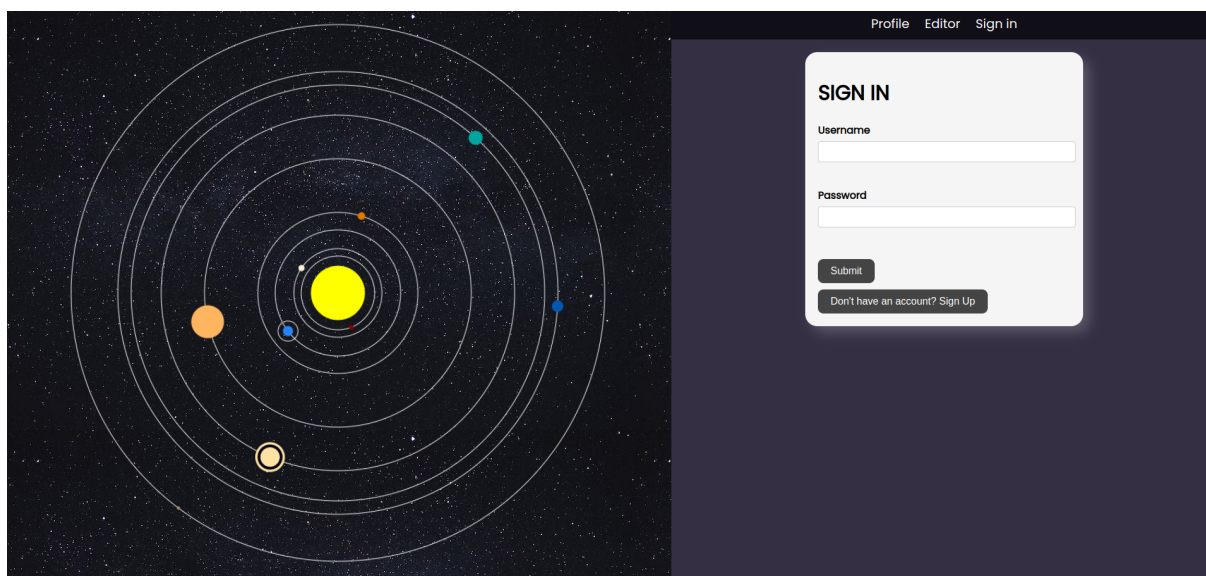 Profile Editor Sign in
SIGN IN
Username
Password
Submit
Don't have an account? Sign Up